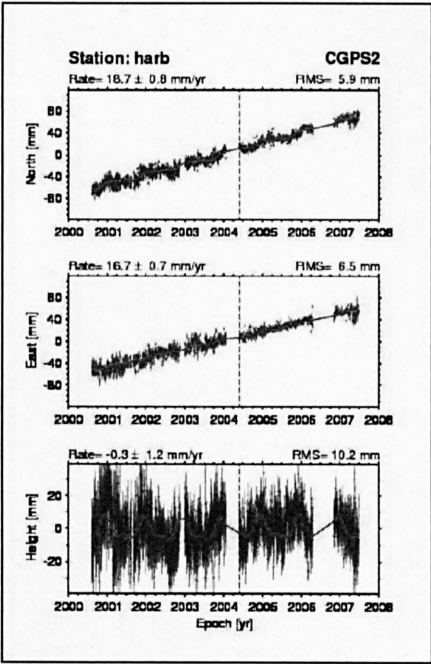 Station: harb CGPS2
Rate= 18.7 ± 0.8 mm/yr RMS= 5.9 mm
North [mm]
80
40
0
-40
-80
2000 2001 2002 2003 2004 2005 2006 2007 2008
Rate= 16.7 ± 0.7 mm/yr RMS= 6.5 mm
East [mm]
80
40
0
-40
-80
2000 2001 2002 2003 2004 2005 2006 2007 2008
Rate= -0.3 ± 1.2 mm/yr RMS= 10.2 mm
Height [mm]
20
0
-20
2000 2001 2002 2003 2004 2005 2006 2007 2008
Epoch [yr]